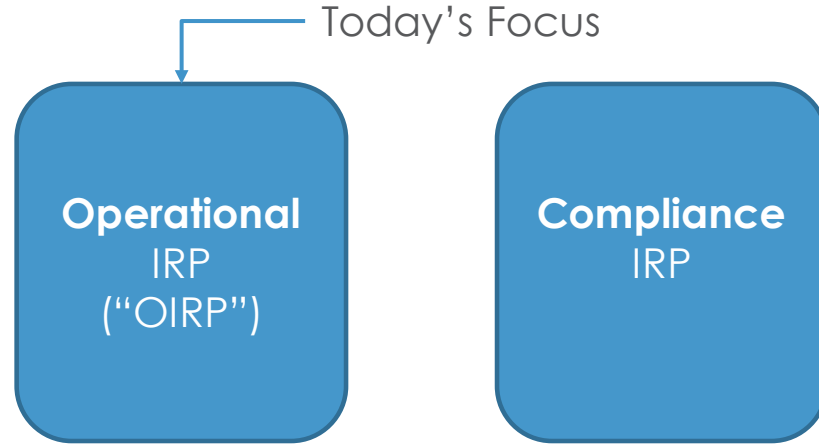 Today’s Focus
Operational
IRP
(“OIRP”)
Compliance
IRP